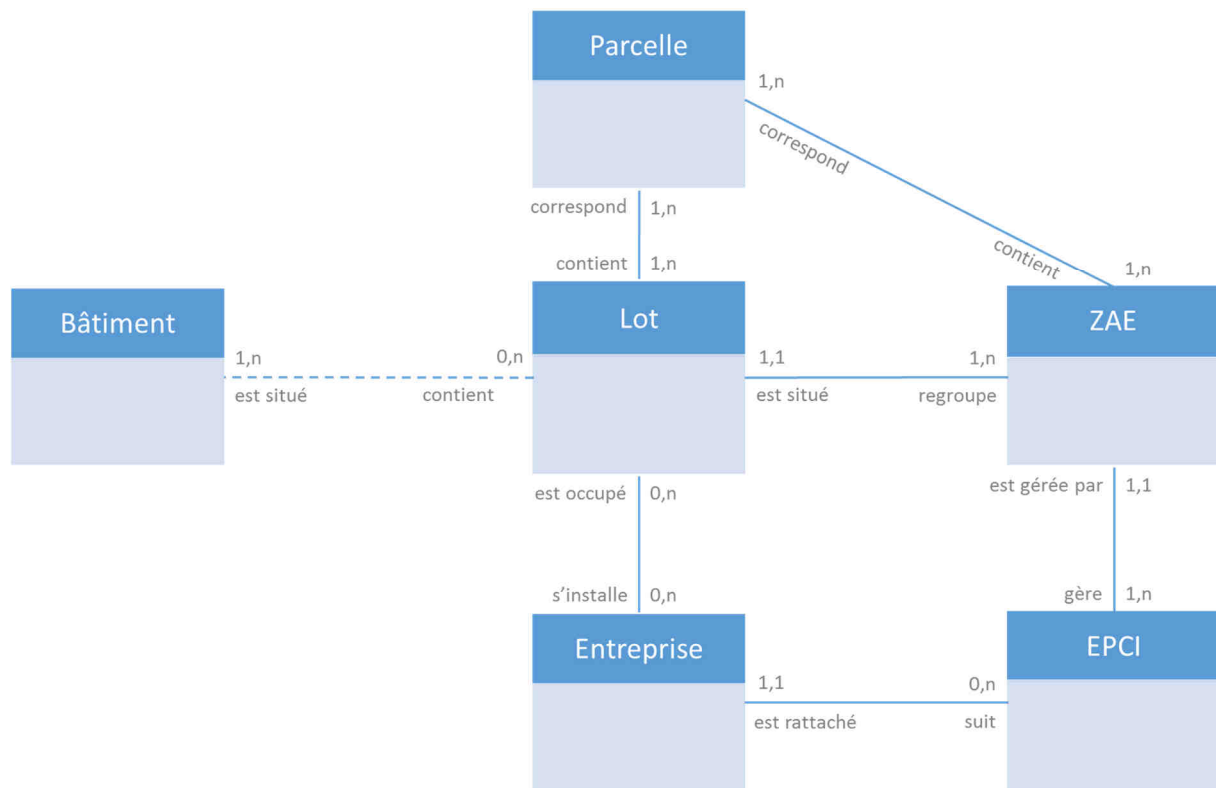 Parcelle
1,n
correspond
correspond
1,n
contient
1,n
contient
1,n
Bâtiment
Lot
ZAE
1,n
0,n
1,1
1,n
est situé
contient
est situé
regroupe
est occupé
0,n
est gérée par
1,1
s’installe
0,n
gère
1,n
Entreprise
EPCI
1,1
0,n
est rattaché
suit